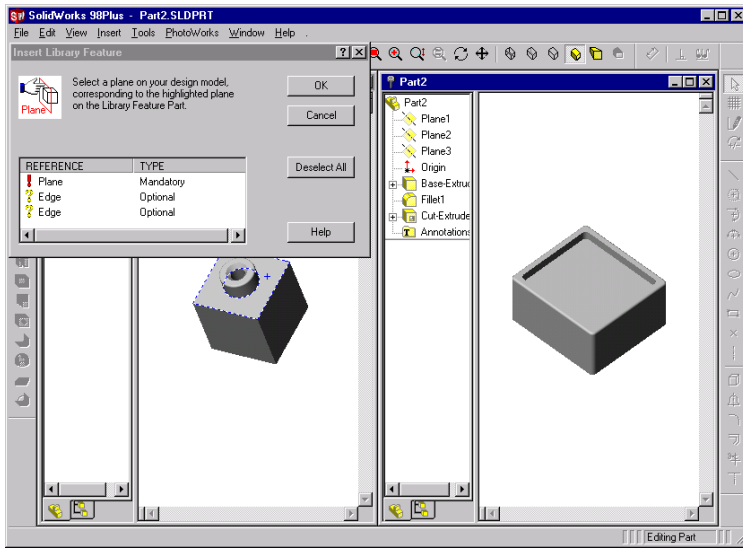 SW SolidWorks 98Plus - Part2.SLDPRT
File Edit View Insert Tools PhotoWorks Window Help
Insert Library Feature
Plane
Select a plane on your design model,
corresponding to the highlighted plane
on the Library Feature Part.
OK
Cancel
Deselect All
Help
REFERENCE TYPE
Plane Mandatory
Edge Optional
Edge Optional
Part2
Part2
Plane1
Plane2
Plane3
Origin
Base-Extru
Fillet1
Cut-Extrude
Annotations
Editing Part